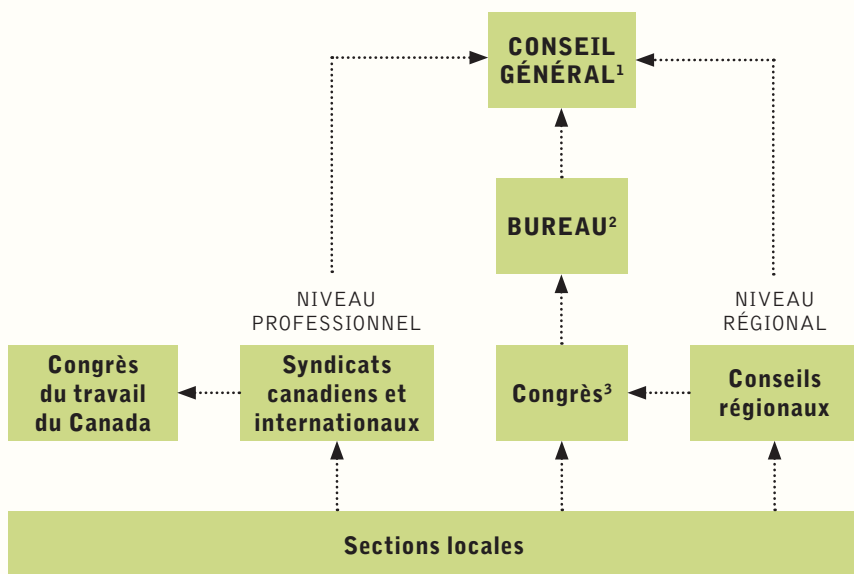 CONSEIL
GÉNÉRAL¹
BUREAU²
NIVEAU
PROFESSIONNEL
NIVEAU
RÉGIONAL
Congrès
du travail
du Canada
Syndicats
canadiens et
internationaux
Congrès³
Conseils
régionaux
Sections locales